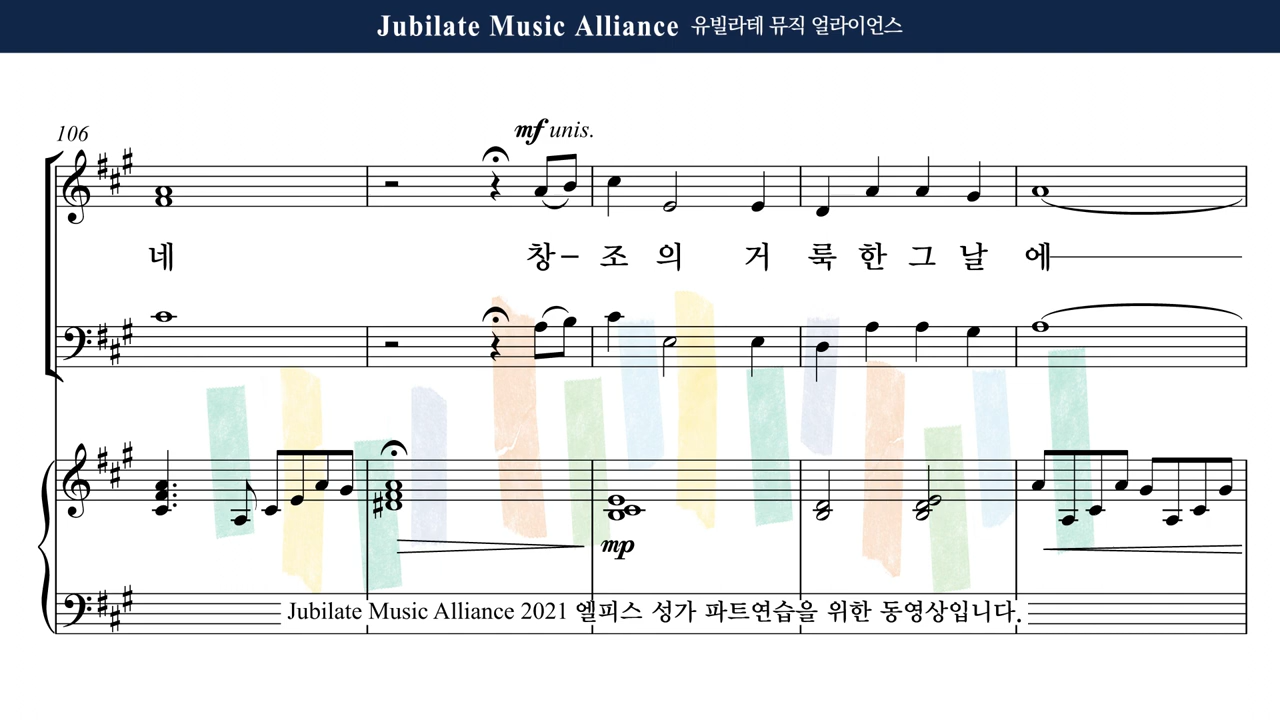 Jubilate Music Alliance 유빌라테 뮤직 얼라이언스
106
mf unis.
네 창– 조 의 거 룩 한 그 날 에
mp
Jubilate Music Alliance 2021 엘피스 성가 파트연습을 위한 동영상입니다.